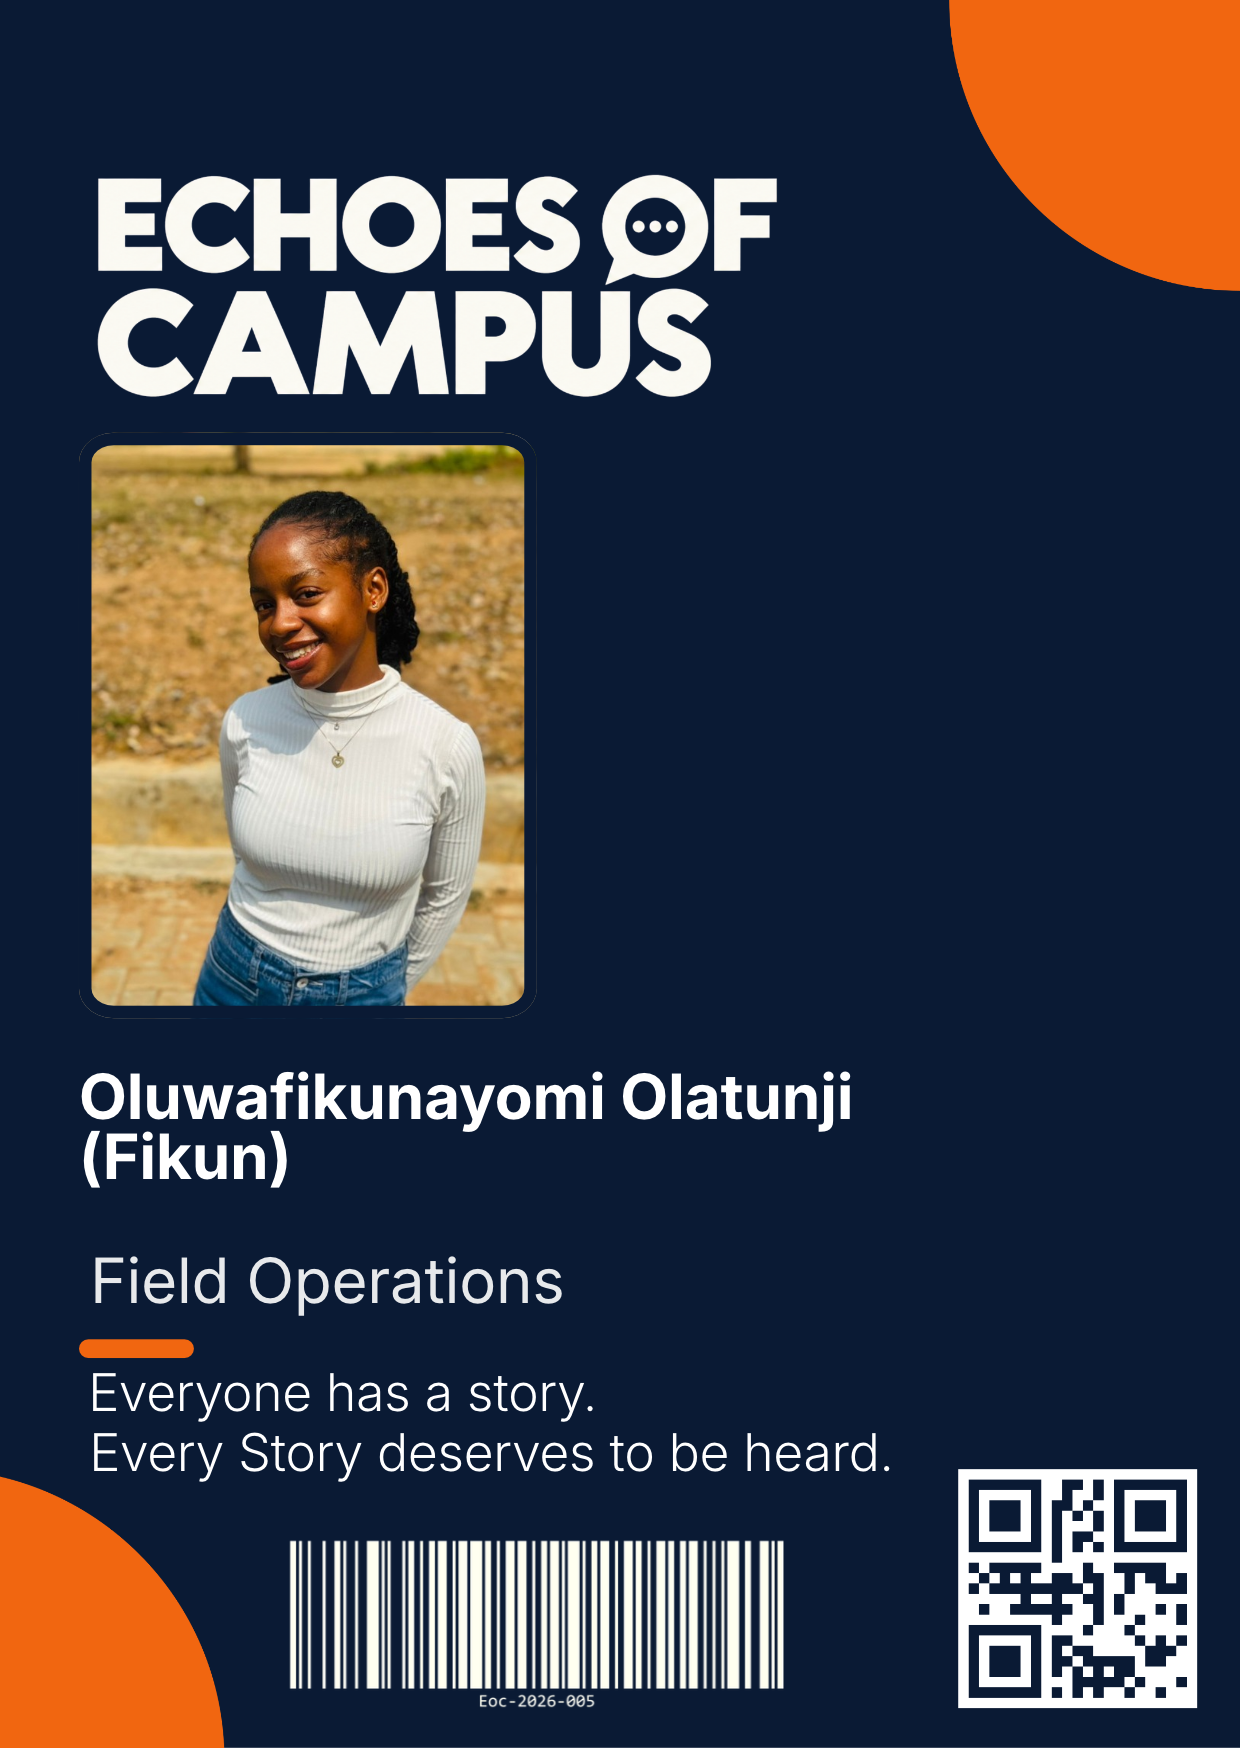 ECHOES OF
CAMPUS
Oluwafikunayomi Olatunji
(Fikun)
Field Operations
Everyone has a story.
Every Story deserves to be heard.
Eoc-2026-005